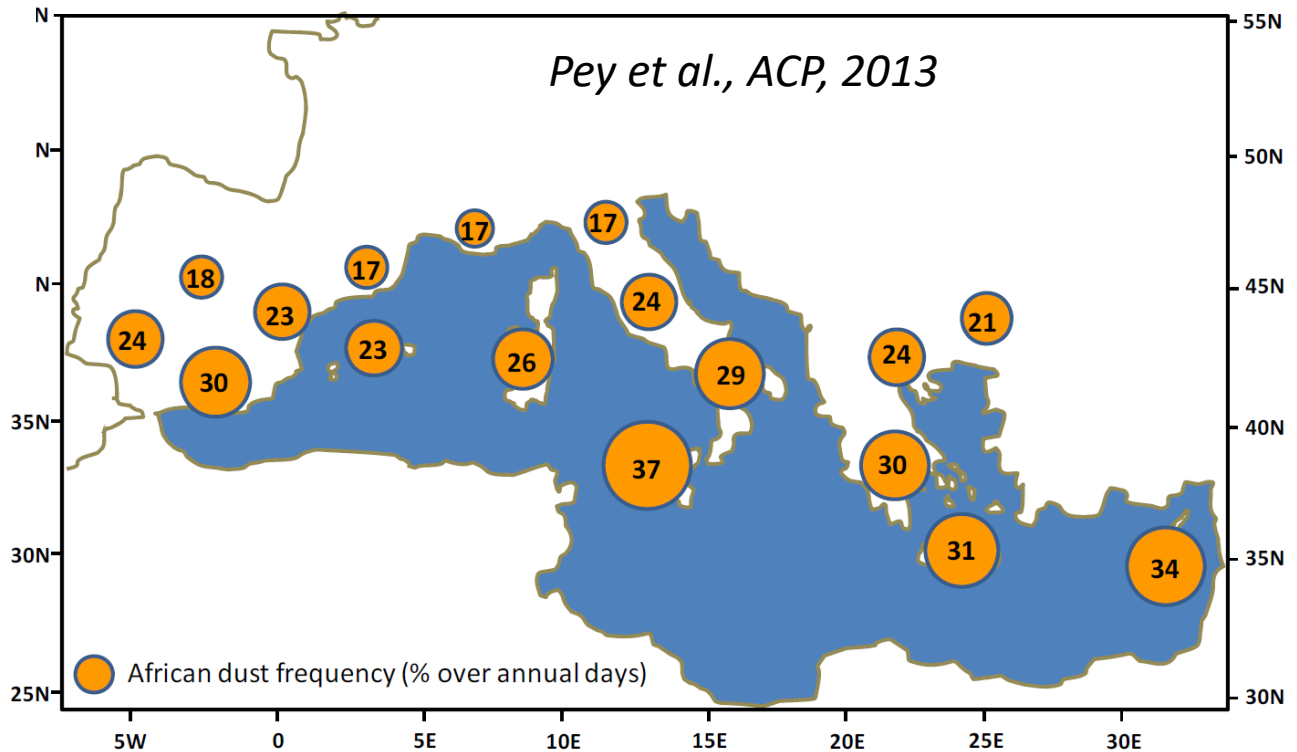 N
55N
Pey et al., ACP, 2013
N
50N
17
17
17
18
N
45N
24
23
21
24
23
26
24
29
30
35N
40N
37
30
31
34
30N
35N
African dust frequency (% over annual days)
25N
30N
5W
0
5E
10E
15E
20E
25E
30E